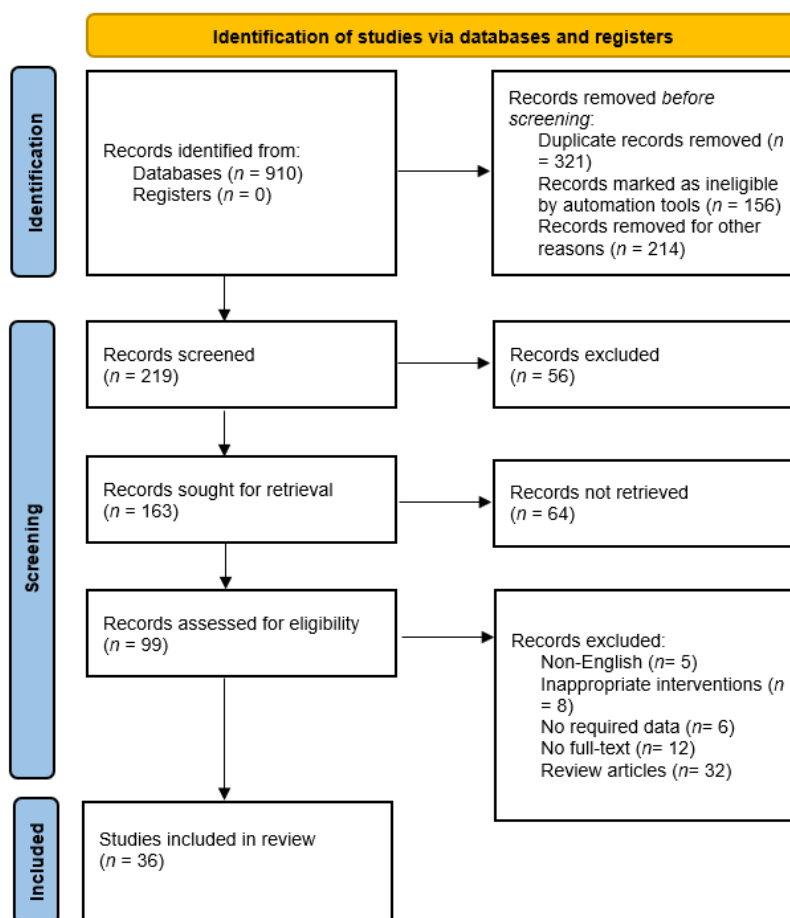 Identification of studies via databases and registers
Identification
Records identified from:
Databases (n = 910)
Registers (n = 0)
Records removed before
screening:
Duplicate records removed (n
= 321)
Records marked as ineligible
by automation tools (n = 156)
Records removed for other
reasons (n = 214)
Screening
Records screened
(n = 219)
Records excluded
(n = 56)
Records sought for retrieval
(n = 163)
Records not retrieved
(n = 64)
Records assessed for eligibility
(n = 99)
Records excluded:
Non-English (n= 5)
Inappropriate interventions (n
= 8)
No required data (n= 6)
No full-text (n= 12)
Review articles (n= 32)
Included
Studies included in review
(n = 36)